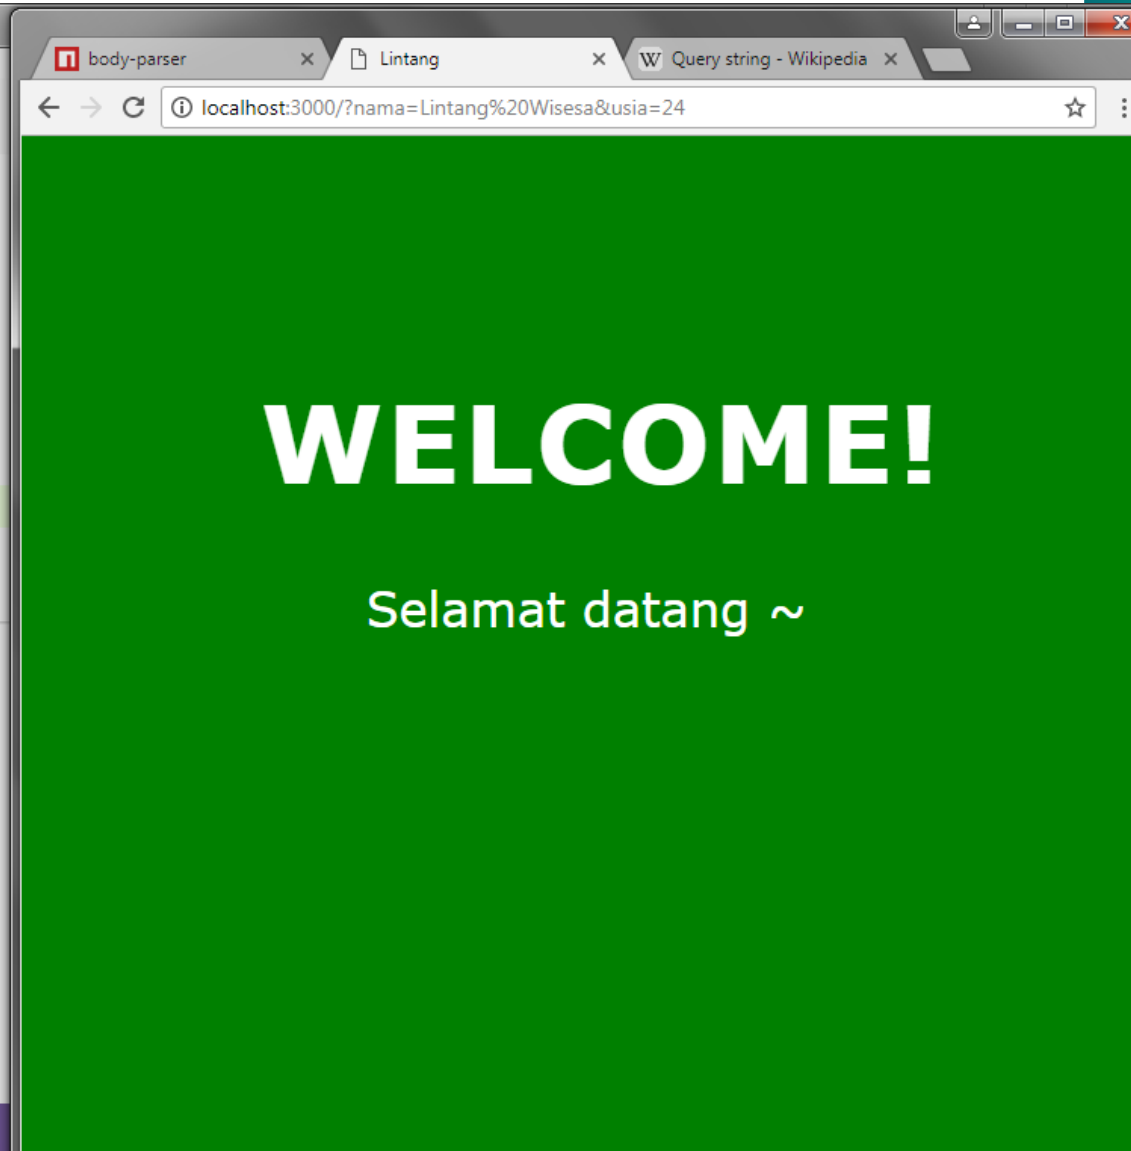 body-parser
Lintang
Query string - Wikipedia
localhost:3000/?nama=Lintang%20Wisesa&usia=24
WELCOME!
Selamat datang ~